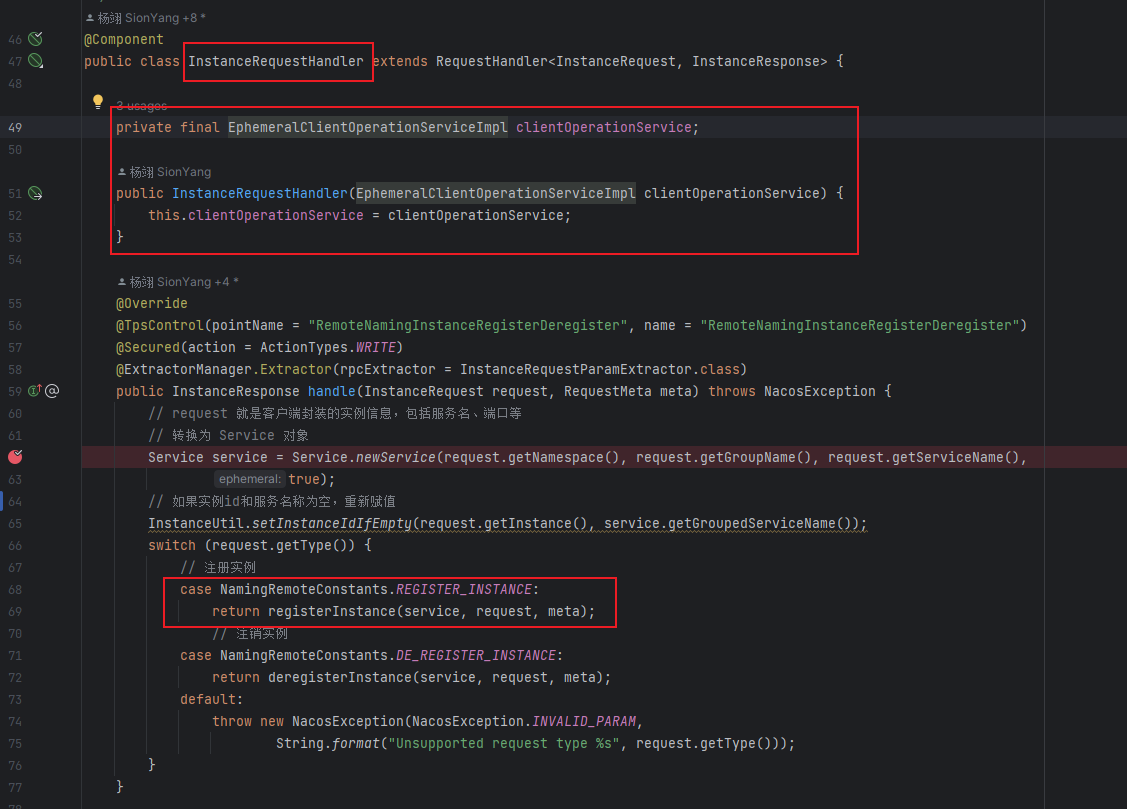 杨翊 SionYang +8 *
46 @Component
47 public class InstanceRequestHandler extends RequestHandler<InstanceRequest, InstanceResponse> {
48
3 usages
49 private final EphemeralClientOperationServiceImpl clientOperationService;
50
杨翊 SionYang
51 public InstanceRequestHandler(EphemeralClientOperationServiceImpl clientOperationService) {
52 this.clientOperationService = clientOperationService;
53 }
54
杨翊 SionYang +4 *
55 @Override
56 @TpsControl(pointName = "RemoteNamingInstanceRegisterDeregister", name = "RemoteNamingInstanceRegisterDeregister")
57 @Secured(action = ActionTypes.WRITE)
58 @ExtractorManager.Extractor(rpcExtractor = InstanceRequestParamExtractor.class)
59 public InstanceResponse handle(InstanceRequest request, RequestMeta meta) throws NacosException {
60 // request 就是客户端封装的实例信息，包括服务名、端口等
61 // 转换为 Service 对象
Service service = Service.newService(request.getNamespace(), request.getGroupName(), request.getServiceName(),
63 ephemeral: true);
64 // 如果实例id和服务名称为空，重新赋值
65 InstanceUtil.setInstanceIdIfEmpty(request.getInstance(), service.getGroupedServiceName());
66 switch (request.getType()) {
67 // 注册实例
68 case NamingRemoteConstants.REGISTER_INSTANCE:
69 return registerInstance(service, request, meta);
70 // 注销实例
71 case NamingRemoteConstants.DE_REGISTER_INSTANCE:
72 return deregisterInstance(service, request, meta);
73 default:
74 throw new NacosException(NacosException.INVALID_PARAM,
75 String.format("Unsupported request type %s", request.getType()));
76 }
77 }